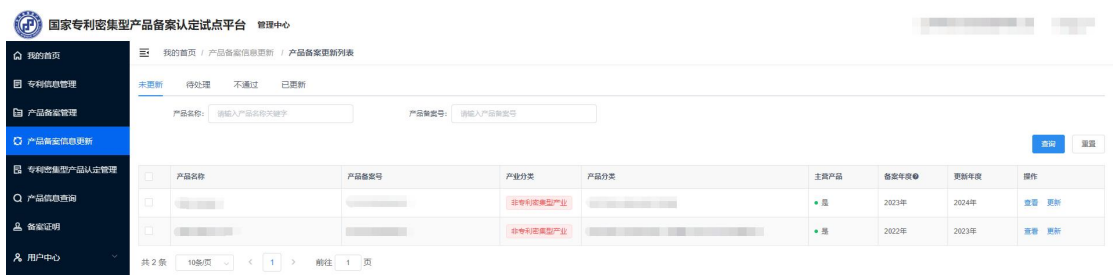 国家专利密集型产品备案认定试点平台 管理中心
我的首页
专利信息管理
产品备案管理
产品备案信息更新
专利密集型产品认定管理
产品信息查询
备案证明
用户中心
我的首页 / 产品备案信息更新 / 产品备案更新列表
未更新 待处理 不通过 已更新
产品名称: 请输入产品名称关键字 产品备案号: 请输入产品备案号
查询 重置
产品名称 产品备案号 产业分类 产品分类 主营产品 备案年度 更新年度 操作
非专利密集型产业 是 2023年 2024年 查看 更新
非专利密集型产业 是 2022年 2023年 查看 更新
共 2 条 10条/页 < 1 > 前往 1 页